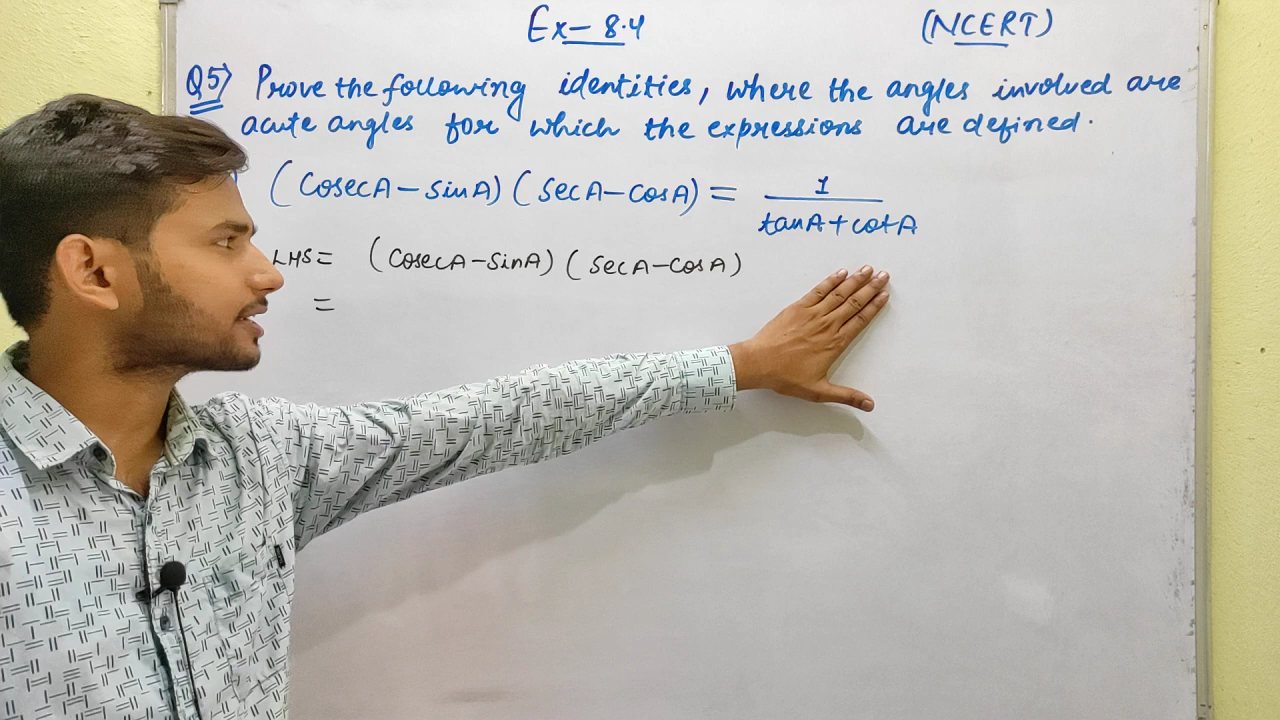 Ex-8.4 (NCERT)
Q5> Prove the following identities, where the angles involved are
acute angles for which the expressions are defined.
(CosecA-SinA)(SecA-CosA) = 1/tanA+cotA
LHS= (CosecA-SinA)(SecA-CosA)
=